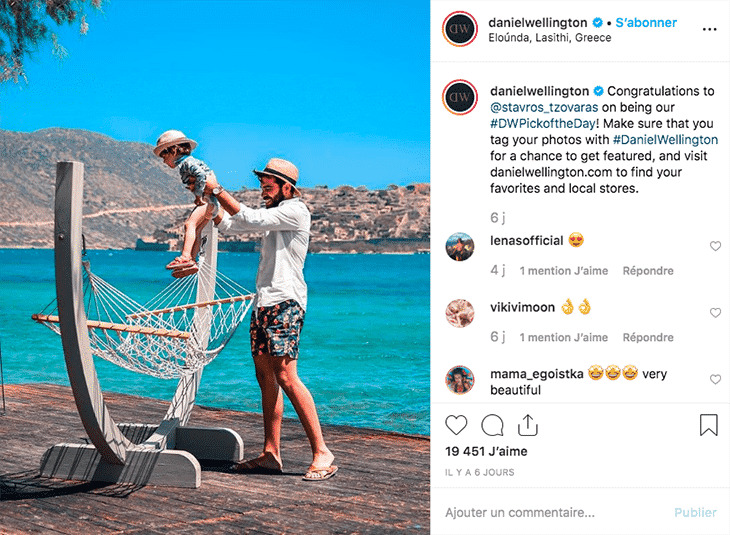 DW
danielwellington • S'abonner
Eloúnda, Lasithi, Greece
DW
danielwellington Congratulations to
@stavros_tzovaras on being our
#DWPickoftheDay! Make sure that you
tag your photos with #DanielWellington
for a chance to get featured, and visit
danielwellington.com to find your
favorites and local stores.
6 j
lenasofficial 😍
4 j 1 mention J'aime Répondre
vikivimoon 👌👌
6 j 1 mention J'aime Répondre
mama_egoistka 🤩🤩🤩 very
beautiful
19 451 J'aime
IL Y A 6 JOURS
Ajouter un commentaire... Publier